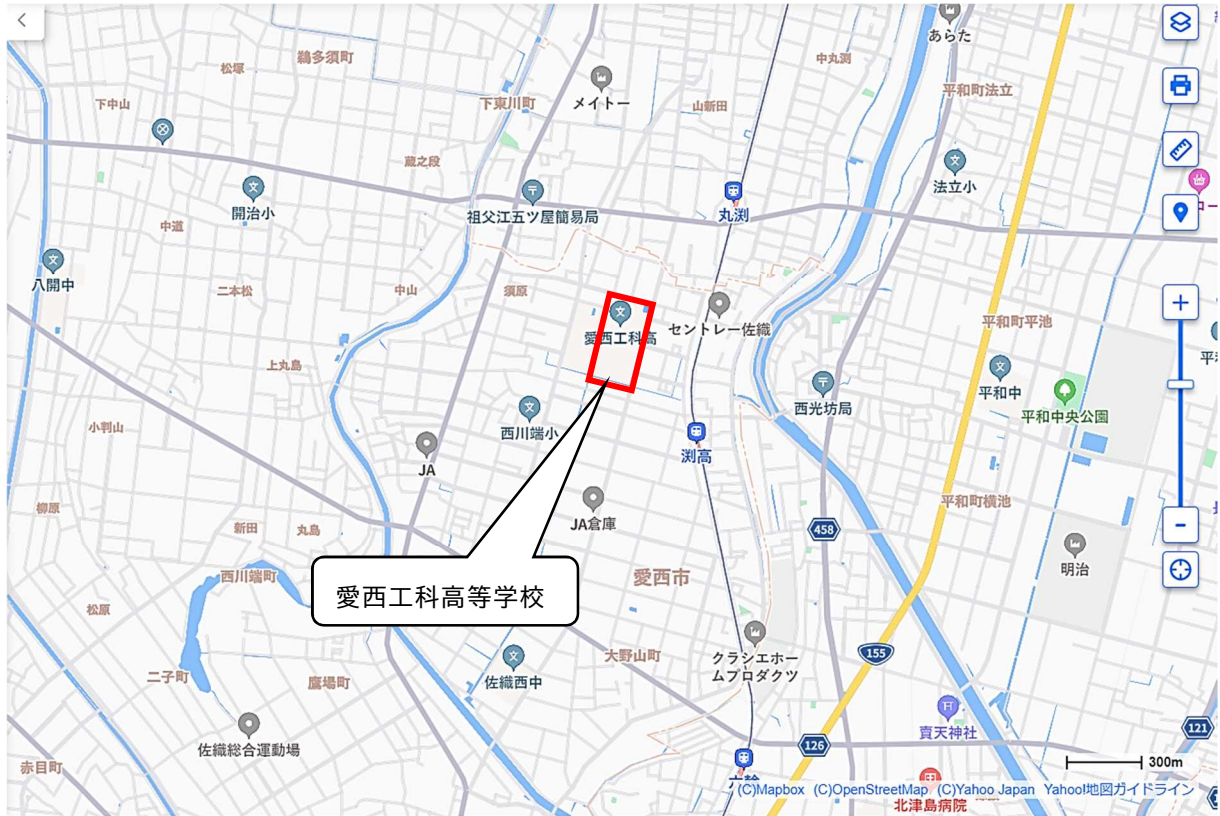 あらた
鵜多須町
松塚
中丸渕
下中山
下東川町
メイトー
山新田
平和町法立
蔵之段
法立小
開治小
祖父江五ツ屋簡易局
丸渕
中道
八開中
二本松
中山
須原
セントレー佐織
愛西工科高
平和町平池
上丸島
平和中
西光坊局
平和中央公園
小判山
西川端小
渕高
JA
柳原
新田
丸島
JA倉庫
458
平和町横池
明治
西川端町
愛西市
愛西工科高等学校
松原
二子町
鷹場町
佐織西中
大野山町
クラシエホー
ムプロダクツ
155
佐織総合運動場
賣天神社
121
126
赤目町
300m
六輪
(C)Mapbox (C)OpenStreetMap (C)Yahoo Japan Yahoo!地図ガイドライン
北津島病院